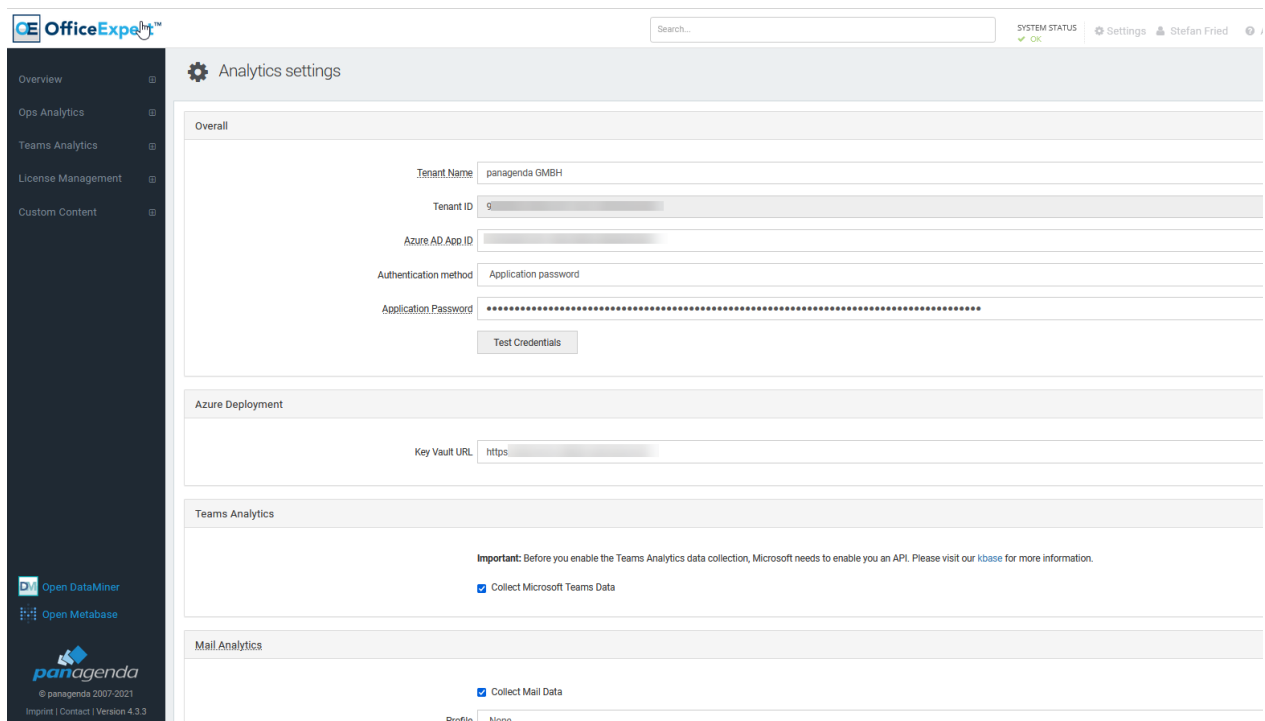 OE OfficeExpert™
Search...
SYSTEM STATUS
OK
Settings
Stefan Fried
Overview
Ops Analytics
Teams Analytics
License Management
Custom Content
Open DataMiner
Open Metabase
panagenda
© panagenda 2007-2021
Imprint | Contact | Version 4.3.3
Analytics settings
Overall
Tenant Name panagenda GMBH
Tenant ID 9
Azure AD App ID
Authentication method Application password
Application Password
Test Credentials
Azure Deployment
Key Vault URL https
Teams Analytics
Important: Before you enable the Teams Analytics data collection, Microsoft needs to enable you an API. Please visit our kbase for more information.
Collect Microsoft Teams Data
Mail Analytics
Collect Mail Data
Profile None